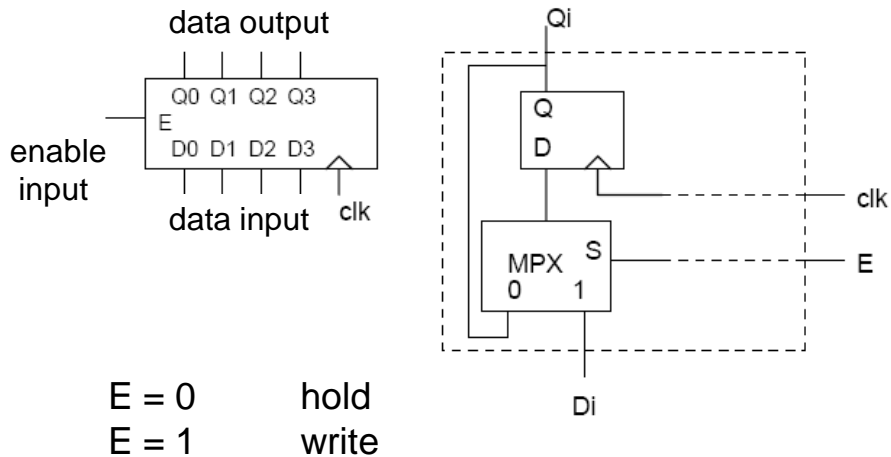 data output
Q0 Q1 Q2 Q3
E
D0 D1 D2 D3
enable
input
data input
clk
Qi
Q
D
clk
S
MPX
0 1
E
Di
E = 0 hold
E = 1 write